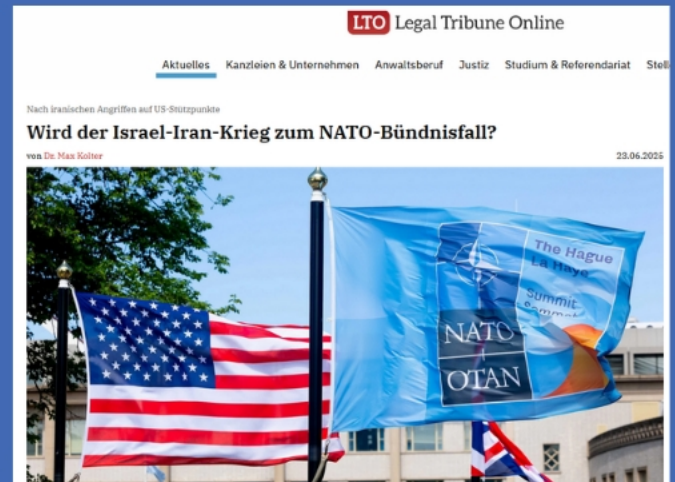 LTO Legal Tribune Online
Aktuelles Kanzleien & Unternehmen Anwaltsberuf Justiz Studium & Referendariat Stell
Nach iranischen Angriffen auf US-Stützpunkte
Wird der Israel-Iran-Krieg zum NATO-Bündnisfall?
von Dr. Max Kolter 23.06.2025
The Hague
La Haye
Summit
Sommet
NATO
OTAN